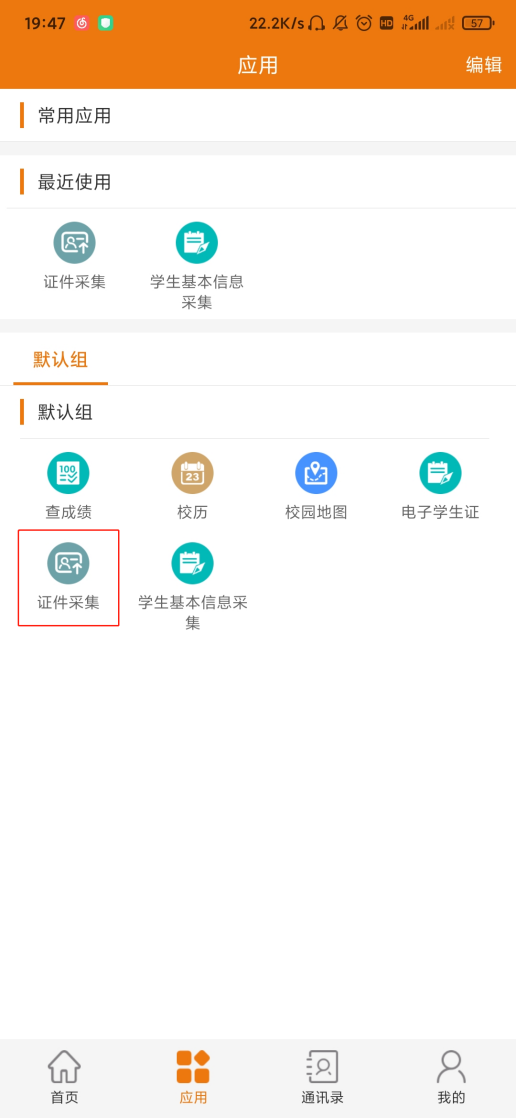 19:47 22.2K/s HD 4G 57
应用 编辑
常用应用
最近使用
证件采集 学生基本信息
采集
默认组
默认组
100 23
查成绩 校历 校园地图 电子学生证
证件采集 学生基本信息采
集
首页 应用 通讯录 我的